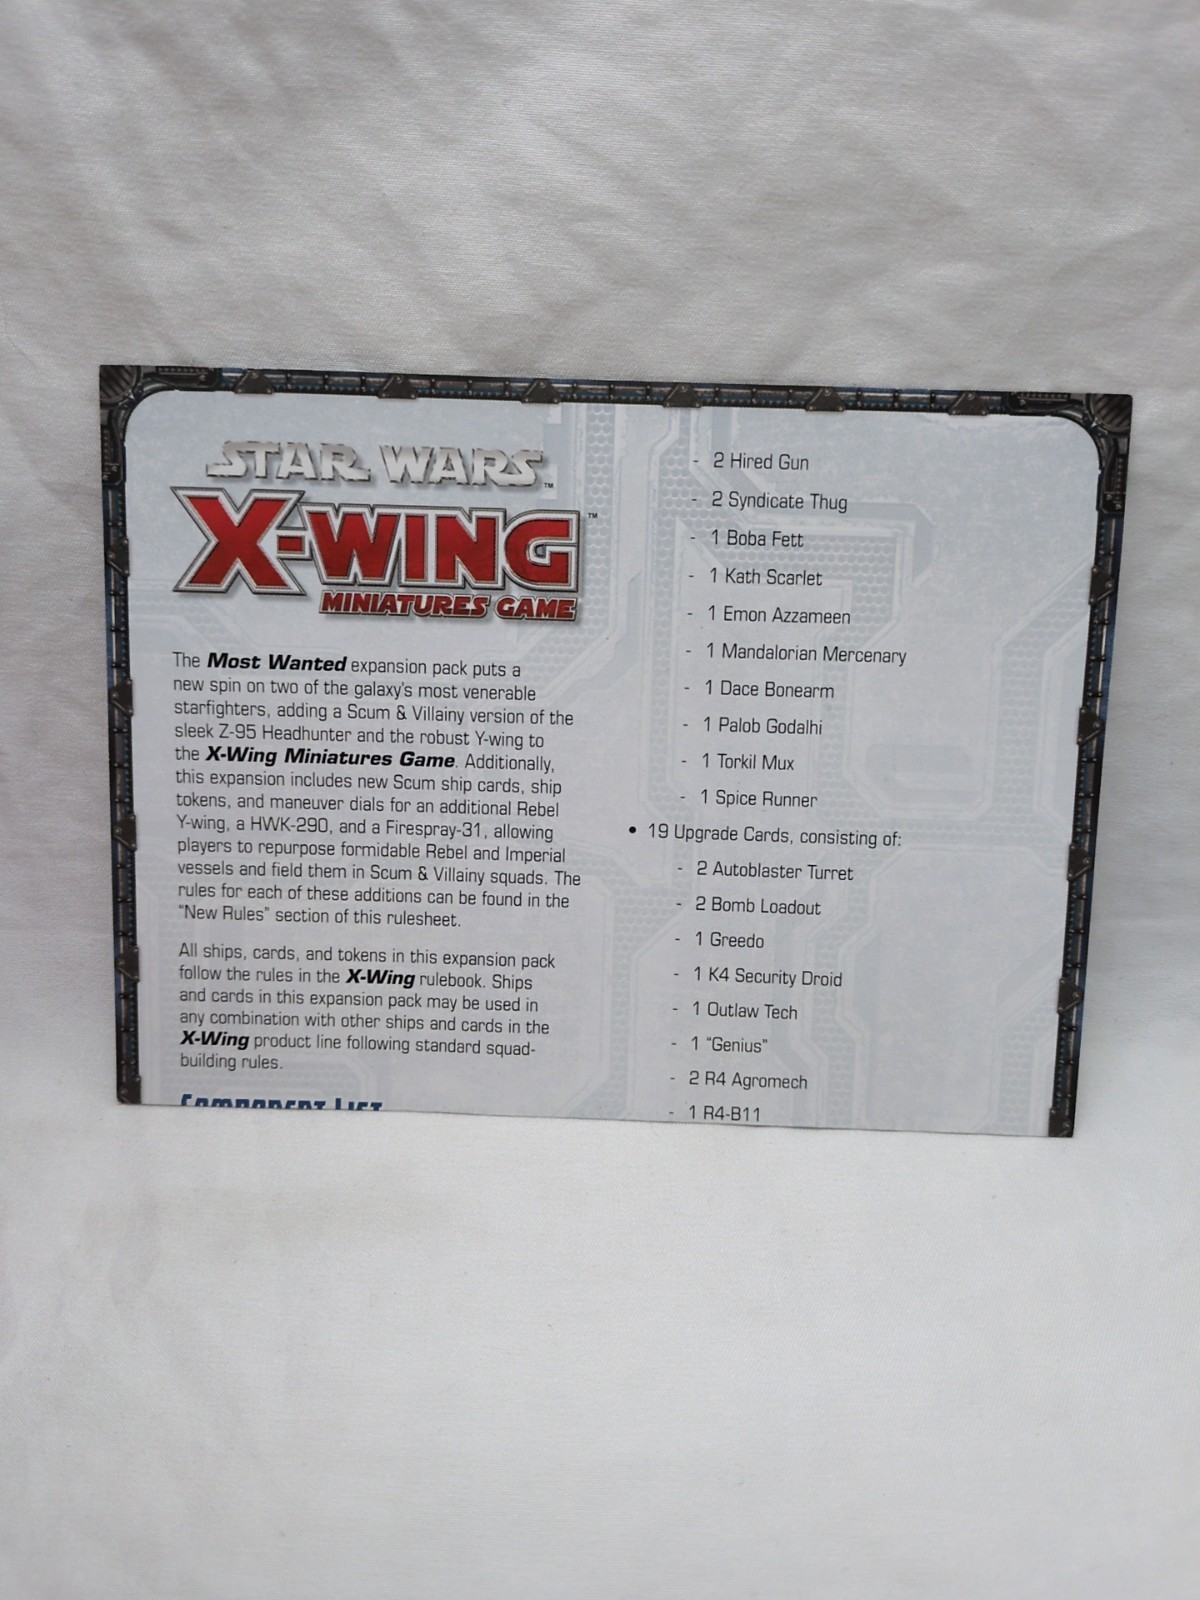 STAR WARS™
X-WING™
MINIATURES GAME
The Most Wanted expansion pack puts a
new spin on two of the galaxy's most venerable
starfighters, adding a Scum & Villainy version of the
sleek Z-95 Headhunter and the robust Y-wing to
the X-Wing Miniatures Game. Additionally,
this expansion includes new Scum ship cards, ship
tokens, and maneuver dials for an additional Rebel
Y-wing, a HWK-290, and a Firespray-31, allowing
players to repurpose formidable Rebel and Imperial
vessels and field them in Scum & Villainy squads. The
rules for each of these additions can be found in the
"New Rules" section of this rulesheet.
All ships, cards, and tokens in this expansion pack
follow the rules in the X-Wing rulebook. Ships
and cards in this expansion pack may be used in
any combination with other ships and cards in the
X-Wing product line following standard squad-
building rules.
Component List
- 2 Hired Gun
- 2 Syndicate Thug
- 1 Boba Fett
- 1 Kath Scarlet
- 1 Emon Azzameen
- 1 Mandalorian Mercenary
- 1 Dace Bonearm
- 1 Palob Godalhi
- 1 Torkil Mux
- 1 Spice Runner
• 19 Upgrade Cards, consisting of:
- 2 Autoblaster Turret
- 2 Bomb Loadout
- 1 Greedo
- 1 K4 Security Droid
- 1 Outlaw Tech
- 1 "Genius"
- 2 R4 Agromech
- 1 R4-B11